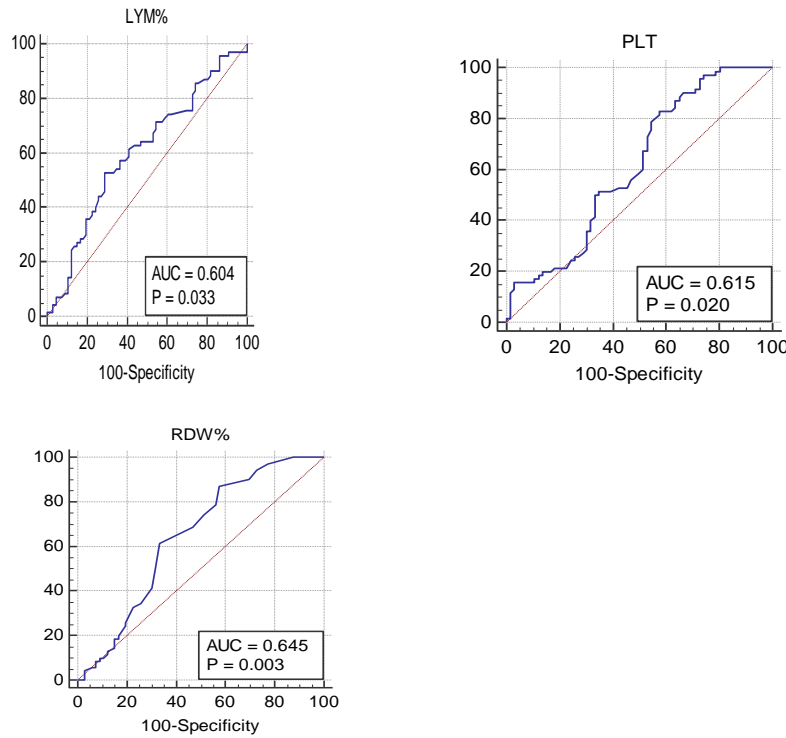 LYM%
100
80
60
40
20
0
AUC = 0.604
P = 0.033
0 20 40 60 80 100
100-Specificity
PLT
100
80
60
40
20
0
AUC = 0.615
P = 0.020
0 20 40 60 80 100
100-Specificity
RDW%
100
80
60
40
20
0
AUC = 0.645
P = 0.003
0 20 40 60 80 100
100-Specificity